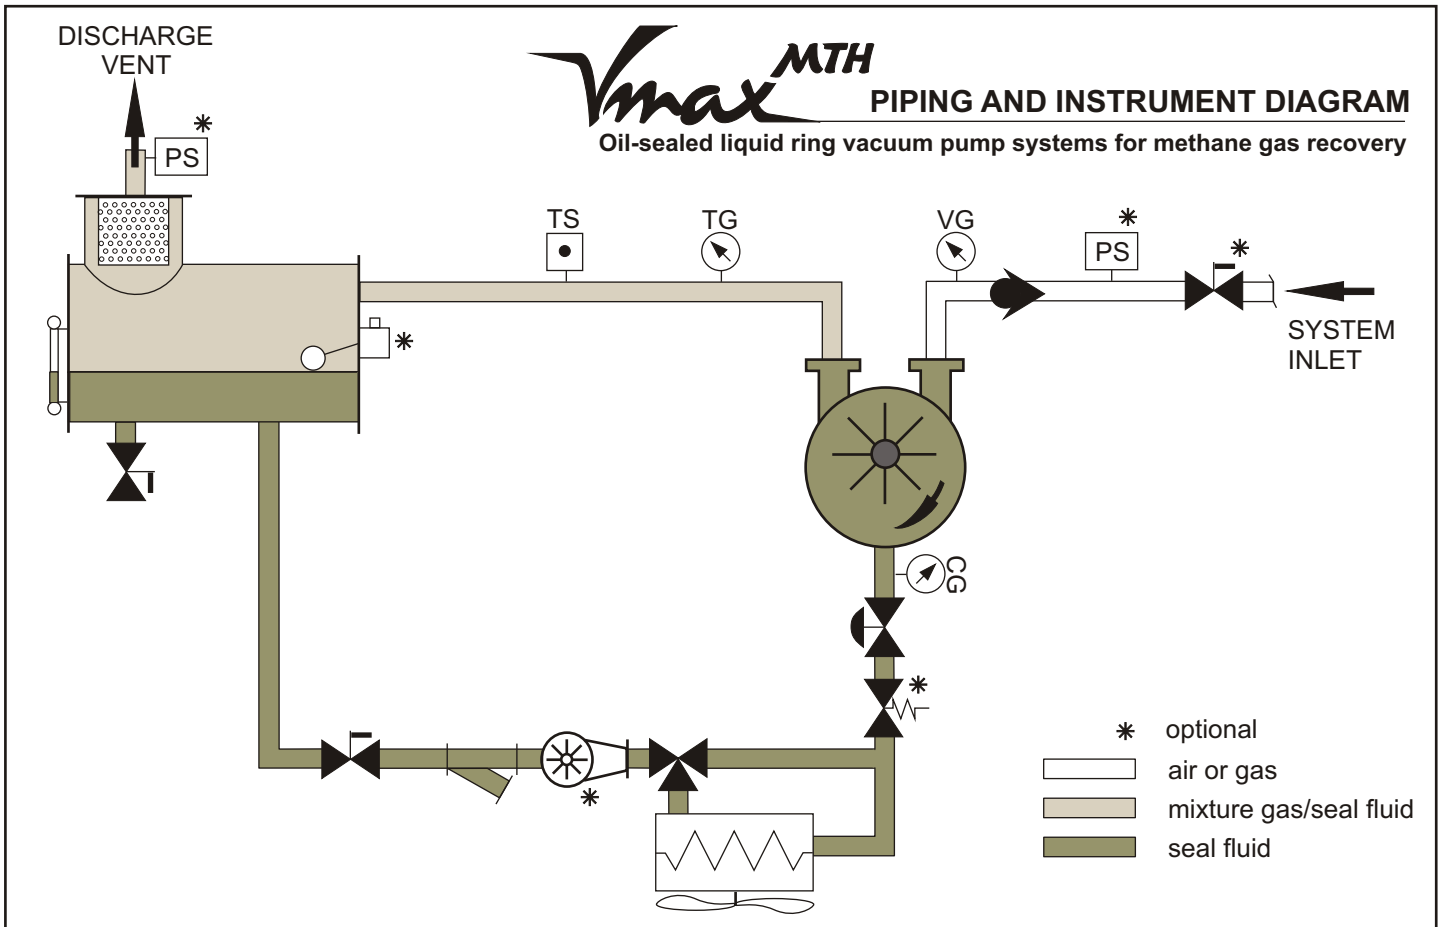 DISCHARGE
VENT
Vmax MTH
PIPING AND INSTRUMENT DIAGRAM
Oil-sealed liquid ring vacuum pump systems for methane gas recovery
* PS
TS
TG
VG
* PS
*
SYSTEM
INLET
*
CG
*
*
* optional
air or gas
mixture gas/seal fluid
seal fluid